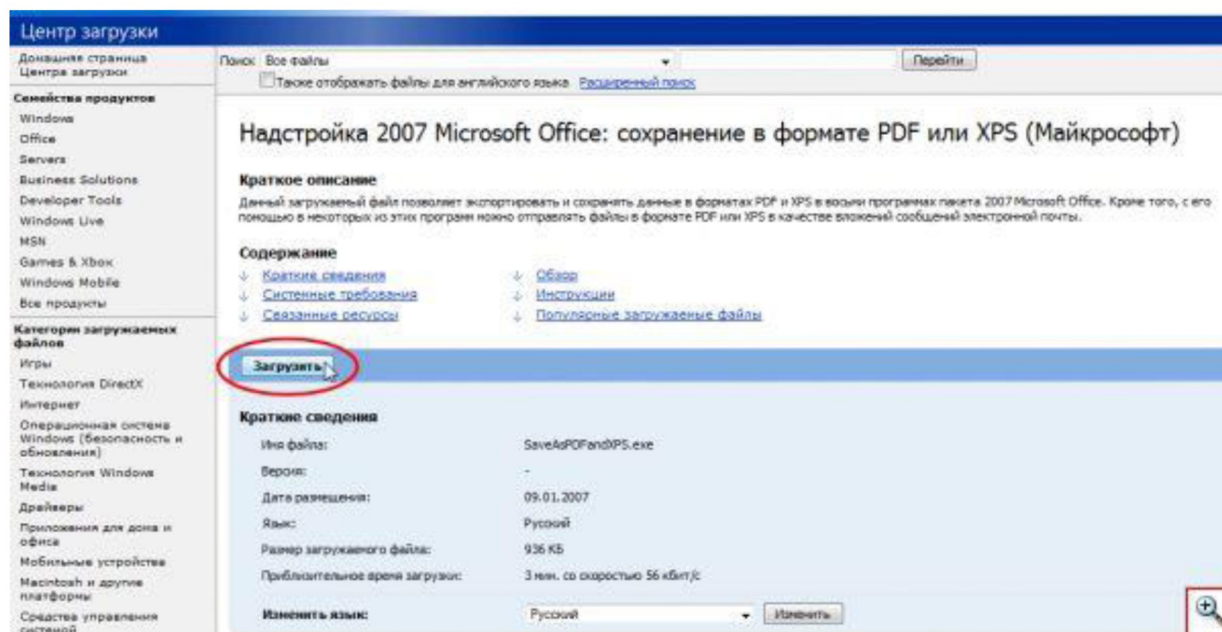 Центр загрузки
Домашняя страница
Центра загрузки
Семейства продуктов
Windows
Office
Servers
Business Solutions
Developer Tools
Windows Live
MSN
Games & Xbox
Windows Mobile
Все продукты
Категории загружаемых
файлов
Игры
Технология DirectX
Интернет
Операционная система
Windows (безопасность и
обновления)
Технология Windows
Media
Драйверы
Приложения для дома и
офиса
Мобильные устройства
Macintosh и другие
платформы
Средства управления
системой
Поиск: Все файлы Перейти
Также отображать файлы для английского языка Расширенный поиск
Надстройка 2007 Microsoft Office: сохранение в формате PDF или XPS (Майкрософт)
Краткое описание
Данный загружаемый файл позволяет экспортировать и сохранять данные в форматах PDF и XPS в восьми программах пакета 2007 Microsoft Office. Кроме того, с его
помощью в некоторых из этих программ можно отправлять файлы в формате PDF или XPS в качестве вложений сообщений электронной почты.
Содержание
Краткие сведения Обзор
Системные требования Инструкции
Связанные ресурсы Популярные загружаемые файлы
Загрузить
Краткие сведения
Имя файла: SaveAsPDFandXPS.exe
Версия: -
Дата размещения: 09.01.2007
Язык: Русский
Размер загружаемого файла: 936 КБ
Приблизительное время загрузки: 3 мин. со скоростью 56 кбит/с
Изменить язык: Русский Изменить